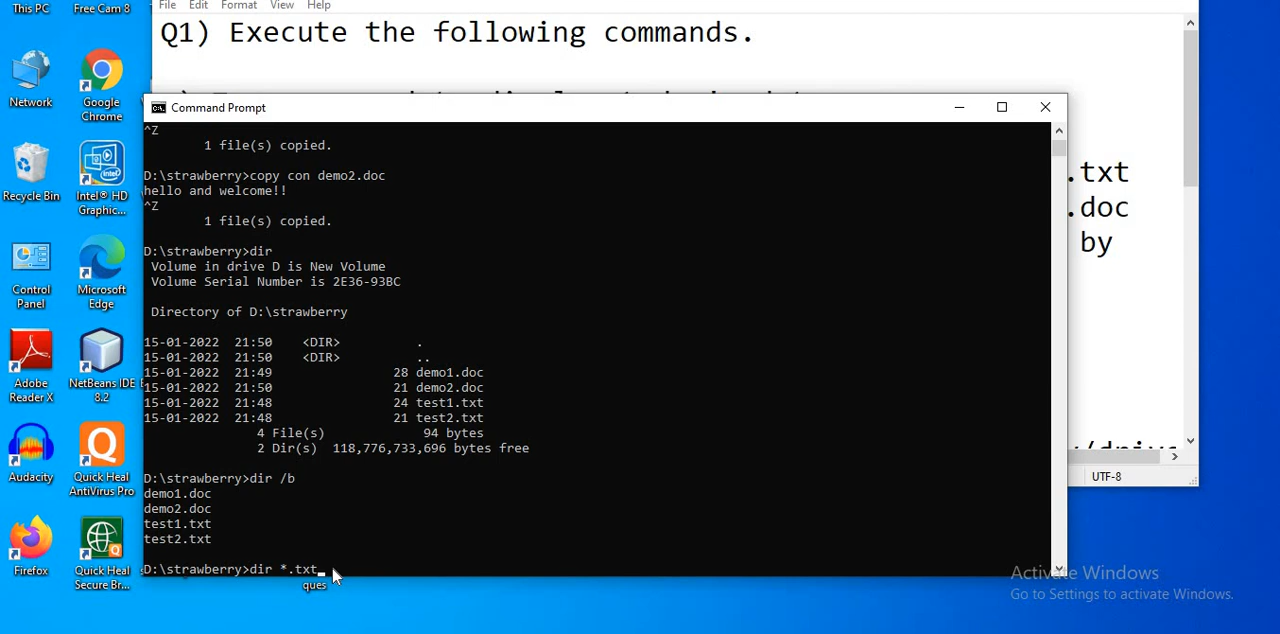 This PC
Free Cam 8
File Edit Format View Help
Q1) Execute the following commands.
Network
Google
Chrome
Recycle Bin
Intel® HD
Graphic...
Control
Panel
Microsoft
Edge
Adobe
Reader X
NetBeans IDE
8.2
Audacity
Quick Heal
AntiVirus Pro
Firefox
Quick Heal
Secure Br...
Command Prompt
^Z
1 file(s) copied.
D:\strawberry>copy con demo2.doc
hello and welcome!!
^Z
1 file(s) copied.
D:\strawberry>dir
Volume in drive D is New Volume
Volume Serial Number is 2E36-93BC
Directory of D:\strawberry
15-01-2022 21:50 <DIR> .
15-01-2022 21:50 <DIR> ..
15-01-2022 21:49 28 demo1.doc
15-01-2022 21:50 21 demo2.doc
15-01-2022 21:48 24 test1.txt
15-01-2022 21:48 21 test2.txt
4 File(s) 94 bytes
2 Dir(s) 118,776,733,696 bytes free
D:\strawberry>dir /b
demo1.doc
demo2.doc
test1.txt
test2.txt
D:\strawberry>dir *.txt_
ques
.txt
.doc
by
UTF-8
Activate Windows
Go to Settings to activate Windows.